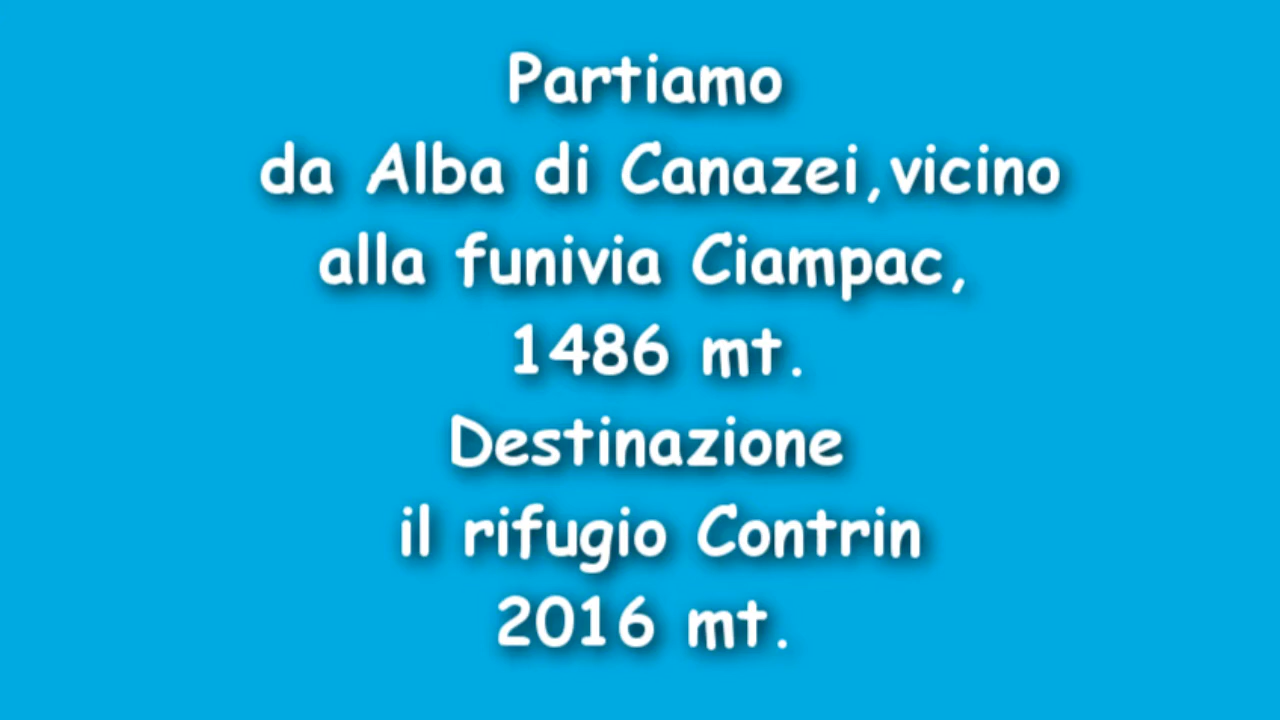 Partiamo
da Alba di Canazei,vicino
alla funivia Ciampac,
1486 mt.
Destinazione
il rifugio Contrin
2016 mt.